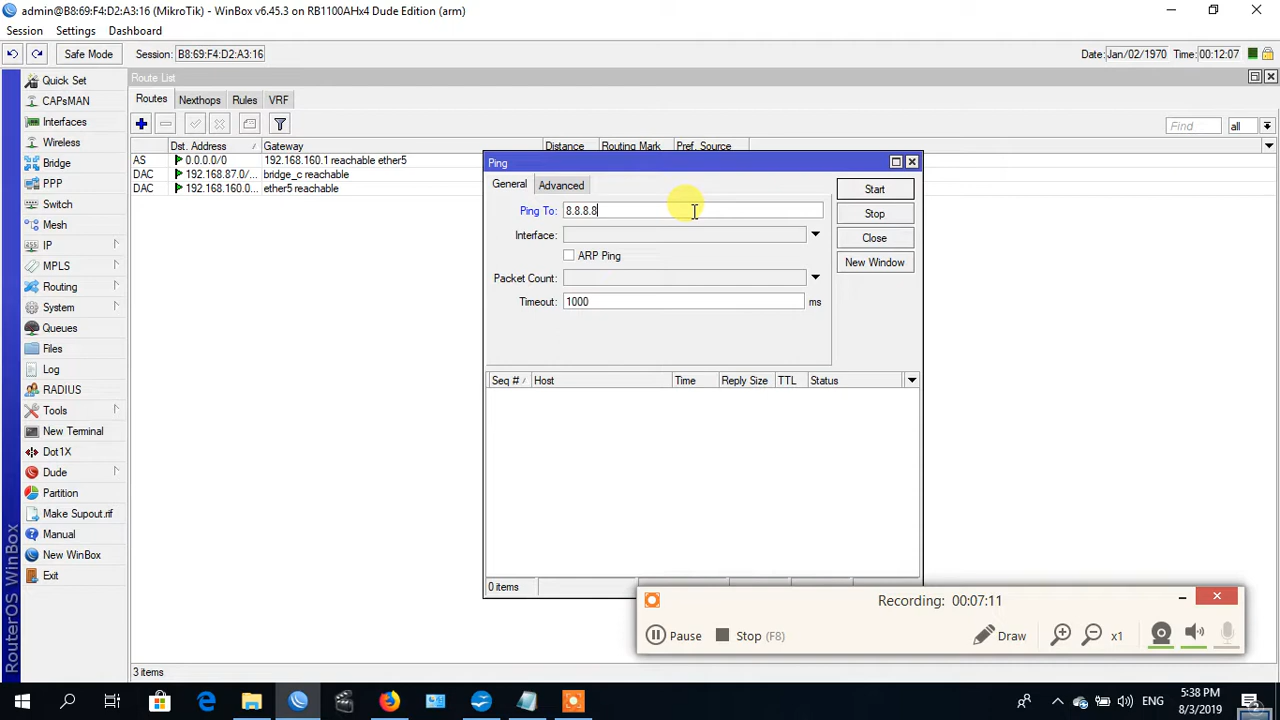 admin@B8:69:F4:D2:A3:16 (MikroTik) - WinBox v6.45.3 on RB1100AHx4 Dude Edition (arm)
Session Settings Dashboard
Safe Mode Session: B8:69:F4:D2:A3:16 Date: Jan/02/1970 Time: 00:12:07
Quick Set
CAPsMAN
Interfaces
Wireless
Bridge
PPP
Switch
Mesh
IP
MPLS
Routing
System
Queues
Files
Log
RADIUS
Tools
New Terminal
Dot1X
Dude
Partition
Make Supout.rif
Manual
New WinBox
Exit
RouterOS WinBox
Route List
Routes Nexthops Rules VRF
Find all
Dst. Address Gateway Distance Routing Mark Pref. Source
AS 0.0.0.0/0 192.168.160.1 reachable ether5
DAC 192.168.87.0/... bridge_c reachable
DAC 192.168.160.0... ether5 reachable
3 items
Ping
General Advanced
Ping To: 8.8.8.8
Interface:
ARP Ping
Packet Count:
Timeout: 1000 ms
Start
Stop
Close
New Window
Seq # Host Time Reply Size TTL Status
0 items
Recording: 00:07:11
Pause Stop (F8) Draw x1
ENG 5:38 PM
8/3/2019
2